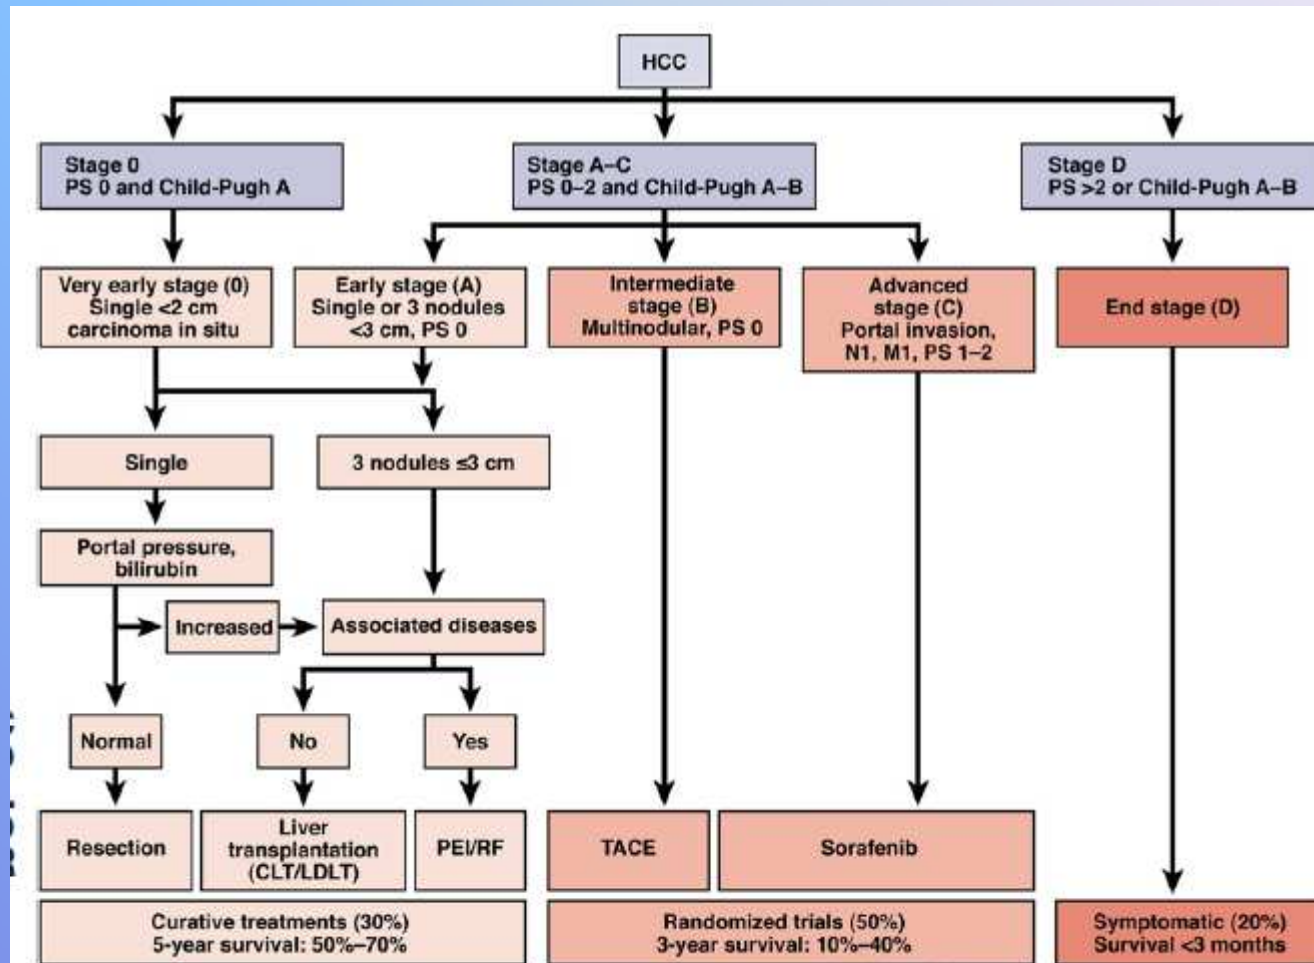 HCC
Stage 0
PS 0 and Child-Pugh A
Stage A–C
PS 0–2 and Child-Pugh A–B
Stage D
PS >2 or Child-Pugh A–B
Very early stage (0)
Single <2 cm
carcinoma in situ
Early stage (A)
Single or 3 nodules
<3 cm, PS 0
Intermediate
stage (B)
Multinodular, PS 0
Advanced
stage (C)
Portal invasion,
N1, M1, PS 1–2
End stage (D)
Single
3 nodules ≤3 cm
Portal pressure,
bilirubin
Increased
Associated diseases
Normal
No
Yes
Resection
Liver
transplantation
(CLT/LDLT)
PEI/RF
TACE
Sorafenib
Curative treatments (30%)
5-year survival: 50%–70%
Randomized trials (50%)
3-year survival: 10%–40%
Symptomatic (20%)
Survival <3 months